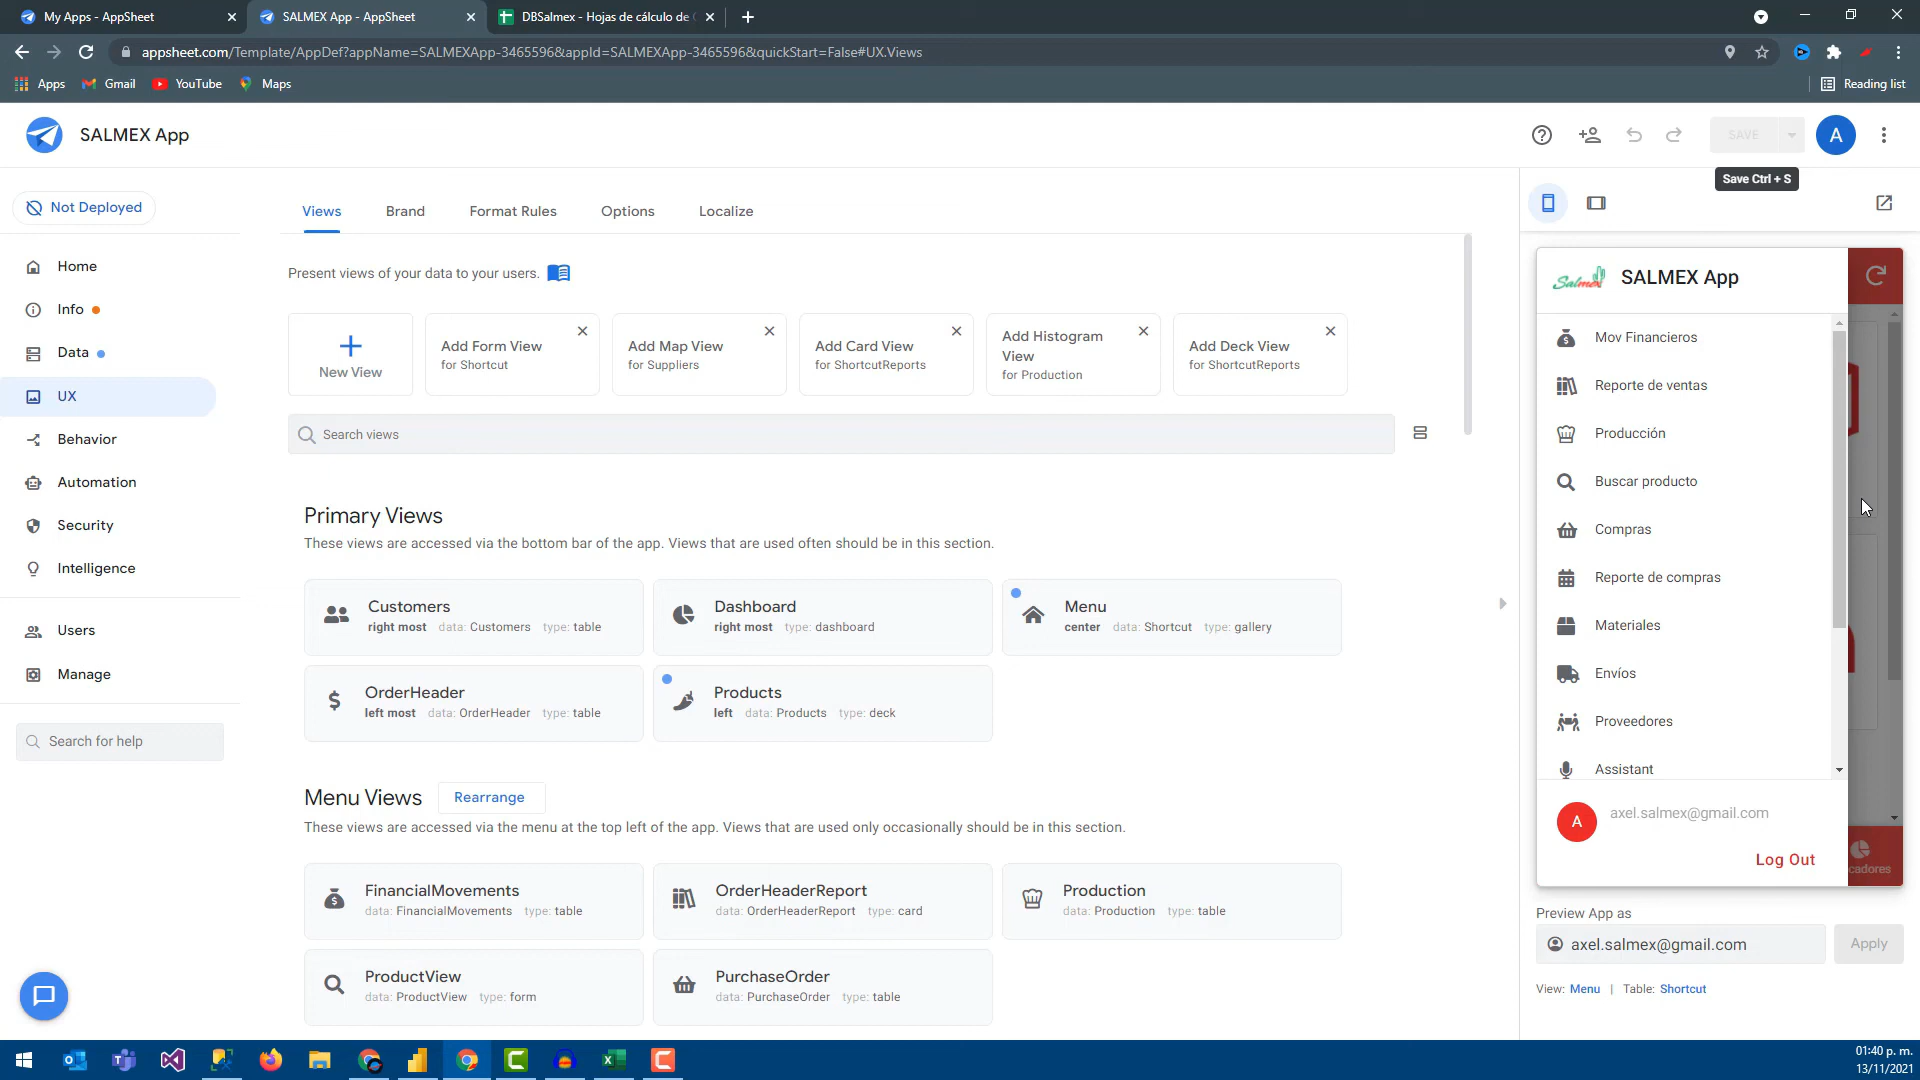 My Apps - AppSheet
SALMEX App - AppSheet
DBSalmex - Hojas de cálculo de
appsheet.com/Template/AppDef?appName=SALMEXApp-3465596&appId=SALMEXApp-3465596&quickStart=False#UX.Views
Apps
Gmail
YouTube
Maps
Reading list
SALMEX App
SAVE
A
Save Ctrl + S
Not Deployed
Home
Info
Data
UX
Behavior
Automation
Security
Intelligence
Users
Manage
Search for help
Views
Brand
Format Rules
Options
Localize
Present views of your data to your users.
New View
Add Form View
for Shortcut
Add Map View
for Suppliers
Add Card View
for ShortcutReports
Add Histogram
View
for Production
Add Deck View
for ShortcutReports
Search views
Primary Views
These views are accessed via the bottom bar of the app. Views that are used often should be in this section.
Customers
right most data: Customers type: table
Dashboard
right most type: dashboard
Menu
center data: Shortcut type: gallery
OrderHeader
left most data: OrderHeader type: table
Products
left data: Products type: deck
Menu Views
Rearrange
These views are accessed via the menu at the top left of the app. Views that are used only occasionally should be in this section.
FinancialMovements
data: FinancialMovements type: table
OrderHeaderReport
data: OrderHeaderReport type: card
Production
data: Production type: table
ProductView
data: ProductView type: form
PurchaseOrder
data: PurchaseOrder type: table
Salmex
SALMEX App
Mov Financieros
Reporte de ventas
Producción
Buscar producto
Compras
Reporte de compras
Materiales
Envíos
Proveedores
Assistant
A
axel.salmex@gmail.com
Log Out
cadores
Preview App as
axel.salmex@gmail.com
Apply
View: Menu | Table: Shortcut
01:40 p. m.
13/11/2021